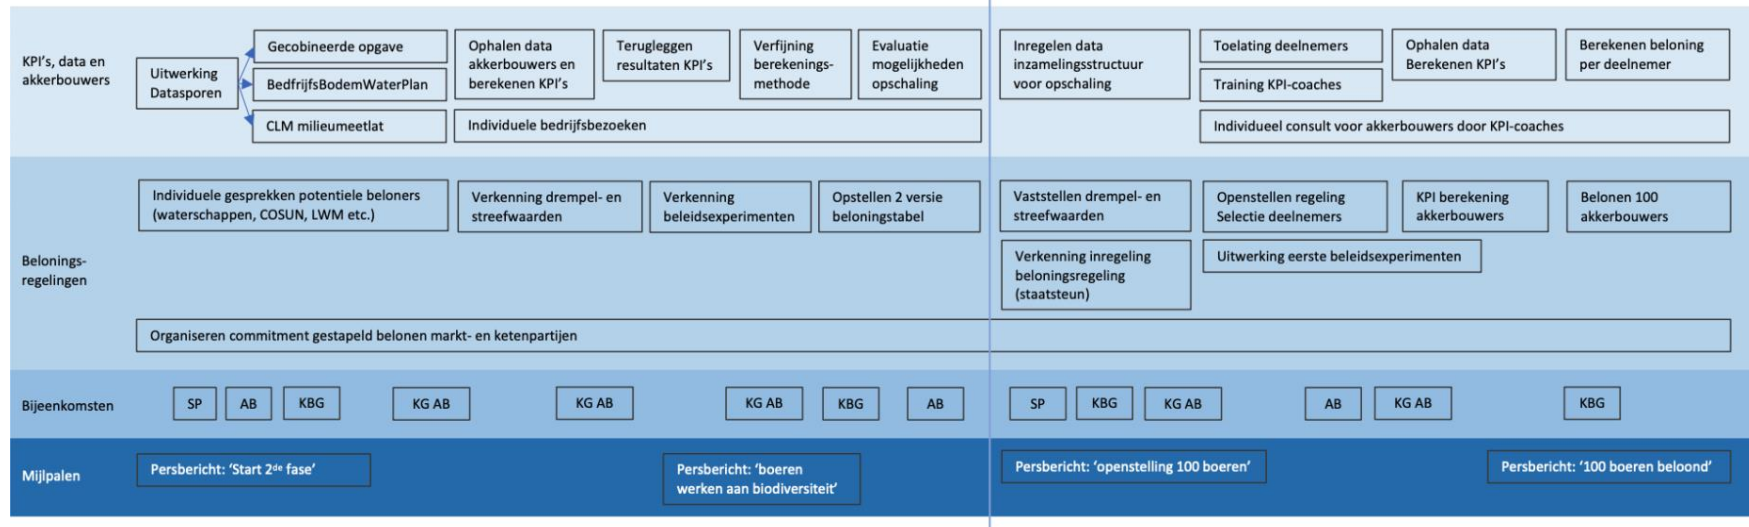 KPI's, data en
akkerbouwers
Uitwerking
Datasporen
Gecobineerde opgave
BedfrijfsBodemWaterPlan
CLM milieumeetlat
Ophalen data
akkerbouwers en
berekenen KPI's
Terugleggen
resultaten KPI's
Verfijning
berekenings-
methode
Evaluatie
mogelijkheden
opschaling
Individuele bedrijfsbezoeken
Inregelen data
inzamelingsstructuur
voor opschaling
Toelating deelnemers
Training KPI-coaches
Ophalen data
Berekenen KPI's
Berekenen beloning
per deelnemer
Individueel consult voor akkerbouwers door KPI-coaches
Belonings-
regelingen
Individuele gesprekken potentiele beloners
(waterschappen, COSUN, LWM etc.)
Verkenning drempel- en
streefwaarden
Verkenning
beleidsexperimenten
Opstellen 2 versie
beloningstabel
Vaststellen drempel- en
streefwaarden
Openstellen regeling
Selectie deelnemers
KPI berekening
akkerbouwers
Belonen 100
akkerbouwers
Verkenning inregeling
beloningsregeling
(staatsteun)
Uitwerking eerste beleidsexperimenten
Organiseren commitment gestapeld belonen markt- en ketenpartijen
Bijeenkomsten
SP
AB
KBG
KG AB
KG AB
KG AB
KBG
AB
SP
KBG
KG AB
AB
KG AB
KBG
Mijlpalen
Persbericht: 'Start 2de fase'
Persbericht: 'boeren
werken aan biodiversiteit'
Persbericht: 'openstelling 100 boeren'
Persbericht: '100 boeren beloond'